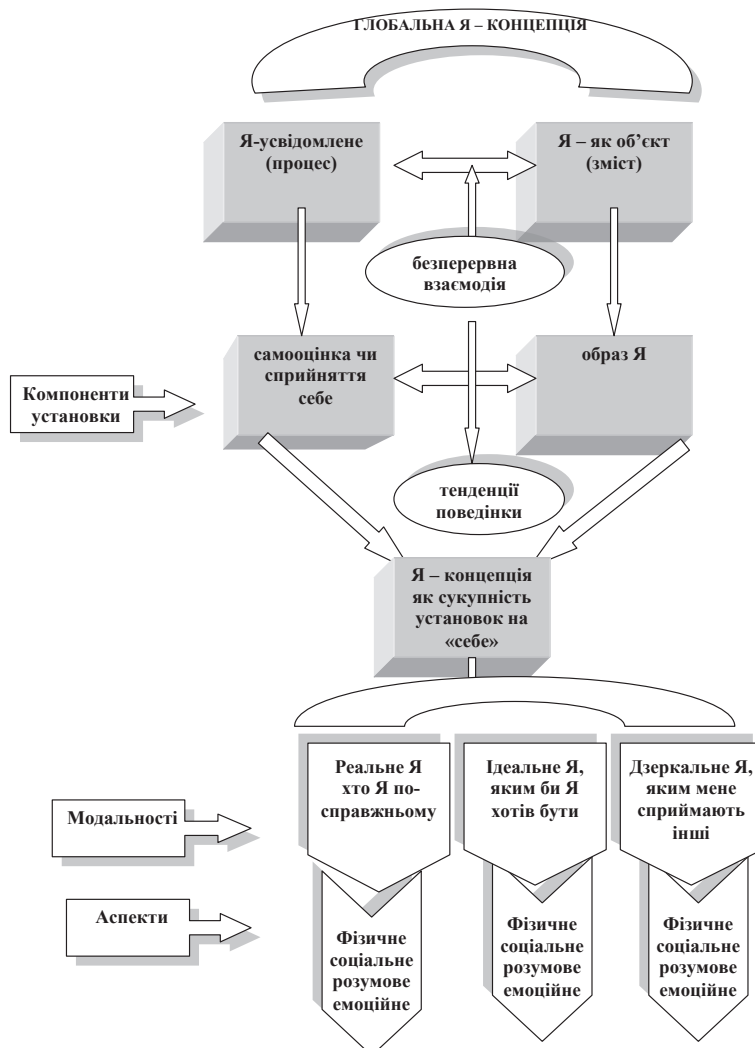 ГЛОБАЛЬНА Я – КОНЦЕПЦІЯ
Я-усвідомлене
(процес)
Я – як об’єкт
(зміст)
безперервна
взаємодія
Компоненти
установки
самооцінка чи
сприйняття
себе
образ Я
тенденції
поведінки
Я – концепція
як сукупність
установок на
«себе»
Модальності
Реальне Я
хто Я по-
справжньому
Ідеальне Я,
яким би Я
хотів бути
Дзеркальне Я,
яким мене
сприймають
інші
Аспекти
Фізичне
соціальне
розумове
емоційне
Фізичне
соціальне
розумове
емоційне
Фізичне
соціальне
розумове
емоційне